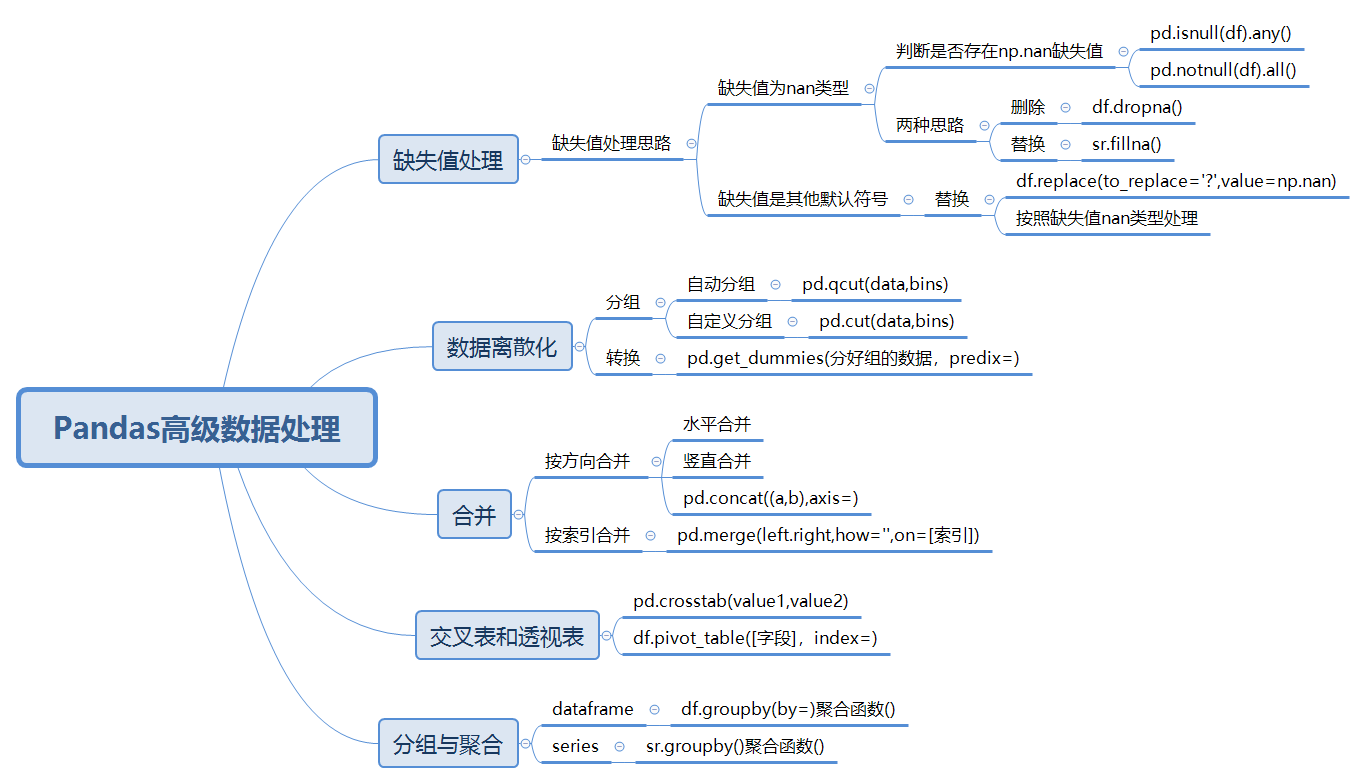 Pandas高级数据处理
缺失值处理
缺失值处理思路
缺失值为nan类型
判断是否存在np.nan缺失值
pd.isnull(df).any()
pd.notnull(df).all()
两种思路
删除
df.dropna()
替换
sr.fillna()
缺失值是其他默认符号
替换
df.replace(to_replace='?',value=np.nan)
按照缺失值nan类型处理
数据离散化
分组
自动分组
pd.qcut(data,bins)
自定义分组
pd.cut(data,bins)
转换
pd.get_dummies(分好组的数据，predix=)
合并
按方向合并
水平合并
竖直合并
pd.concat((a,b),axis=)
按索引合并
pd.merge(left.right,how='',on=[索引])
交叉表和透视表
pd.crosstab(value1,value2)
df.pivot_table([字段]，index=)
分组与聚合
dataframe
df.groupby(by=)聚合函数()
series
sr.groupby()聚合函数()